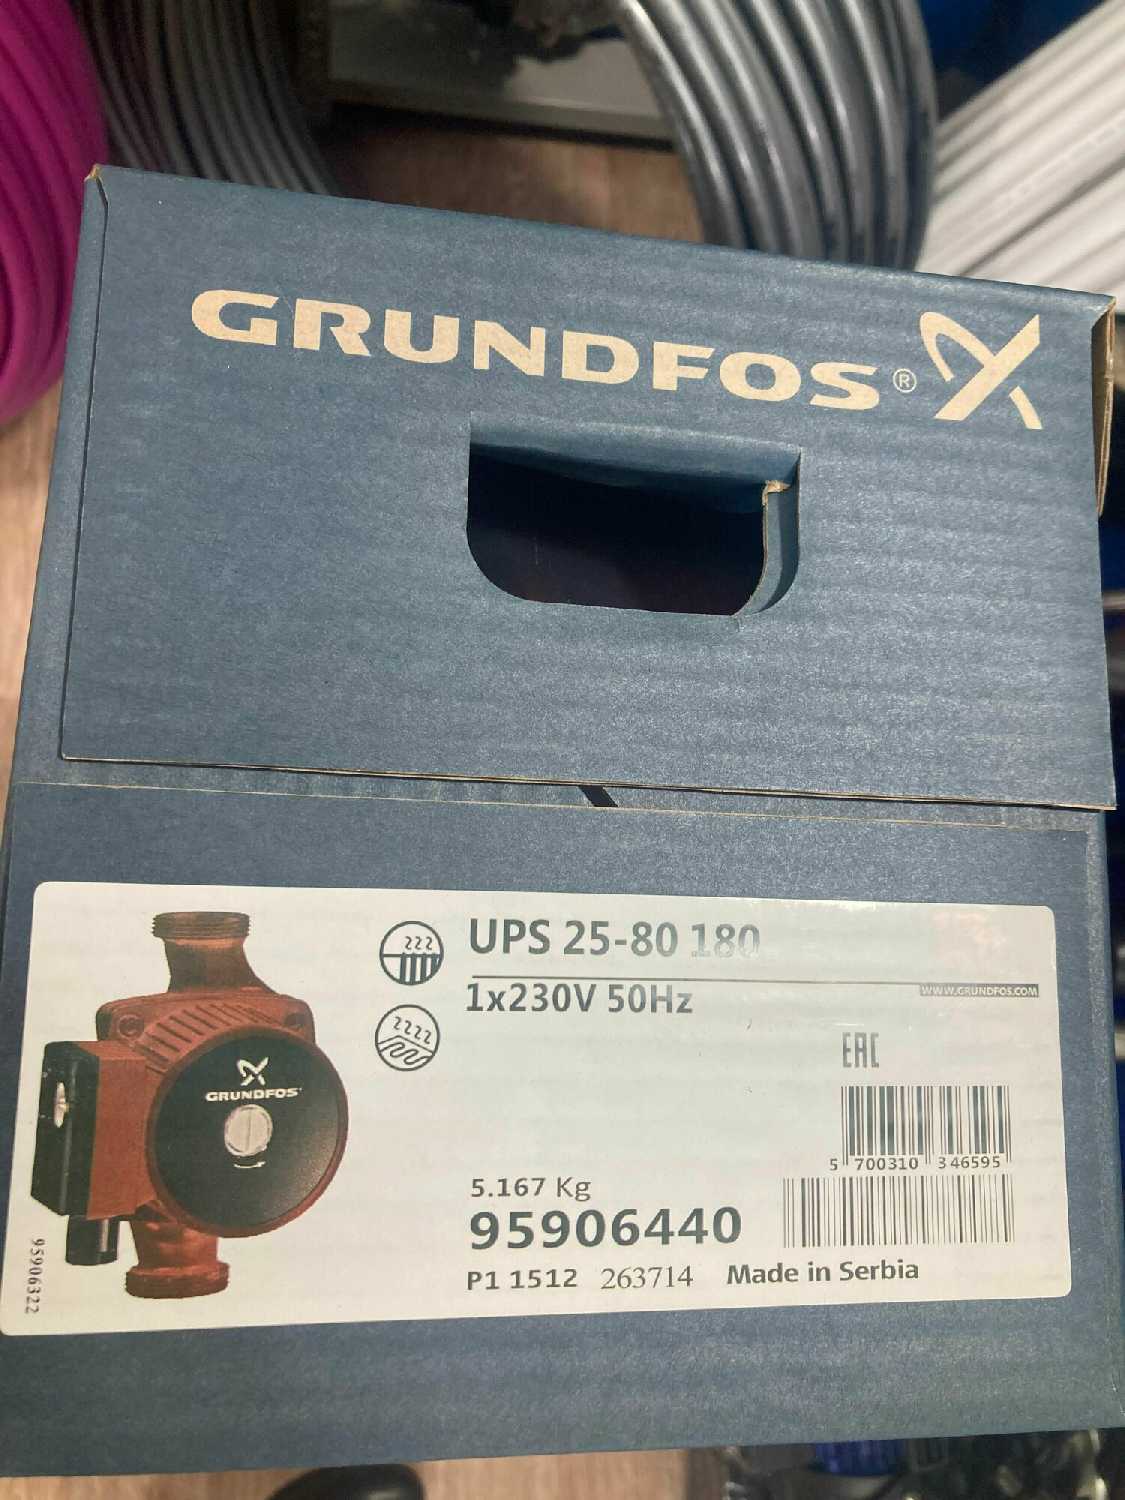 GRUNDFOS®
UPS 25-80 180
1x230V 50Hz
WWW.GRUNDFOS.COM
EAC
GRUNDFOS
5 700310 346595
5.167 Kg
95906440
P1 1512 263714 Made in Serbia
95906322